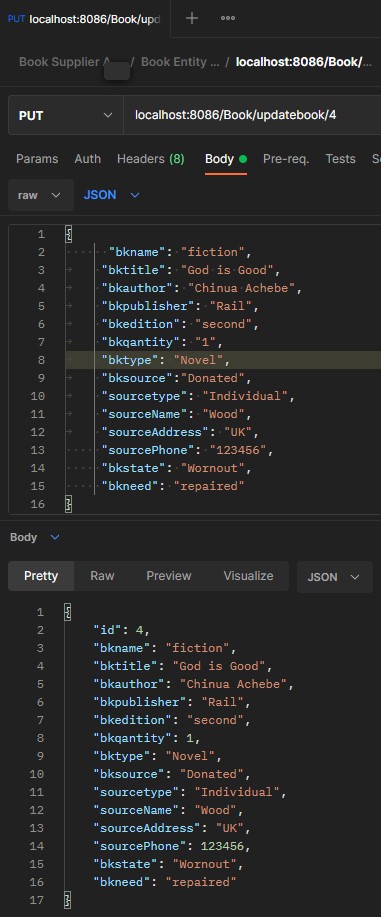 PUT localhost:8086/Book/upd
Book Supplier / Book Entity ... / localhost:8086/Book/...
PUT localhost:8086/Book/updatebook/4
Params Auth Headers (8) Body Pre-req. Tests
raw JSON
1 {
2 "bkname": "fiction",
3 "bktitle": "God is Good",
4 "bkauthor": "Chinua Achebe",
5 "bkpublisher": "Rail",
6 "bkedition": "second",
7 "bkqantity": "1",
8 "bktype": "Novel",
9 "bksource":"Donated",
10 "sourcetype": "Individual",
11 "sourceName": "Wood",
12 "sourceAddress": "UK",
13 "sourcePhone": "123456",
14 "bkstate": "Wornout",
15 "bkneed": "repaired"
16 }
Body
Pretty Raw Preview Visualize JSON
1 {
2 "id": 4,
3 "bkname": "fiction",
4 "bktitle": "God is Good",
5 "bkauthor": "Chinua Achebe",
6 "bkpublisher": "Rail",
7 "bkedition": "second",
8 "bkqantity": 1,
9 "bktype": "Novel",
10 "bksource": "Donated",
11 "sourcetype": "Individual",
12 "sourceName": "Wood",
13 "sourceAddress": "UK",
14 "sourcePhone": 123456,
15 "bkstate": "Wornout",
16 "bkneed": "repaired"
17 }